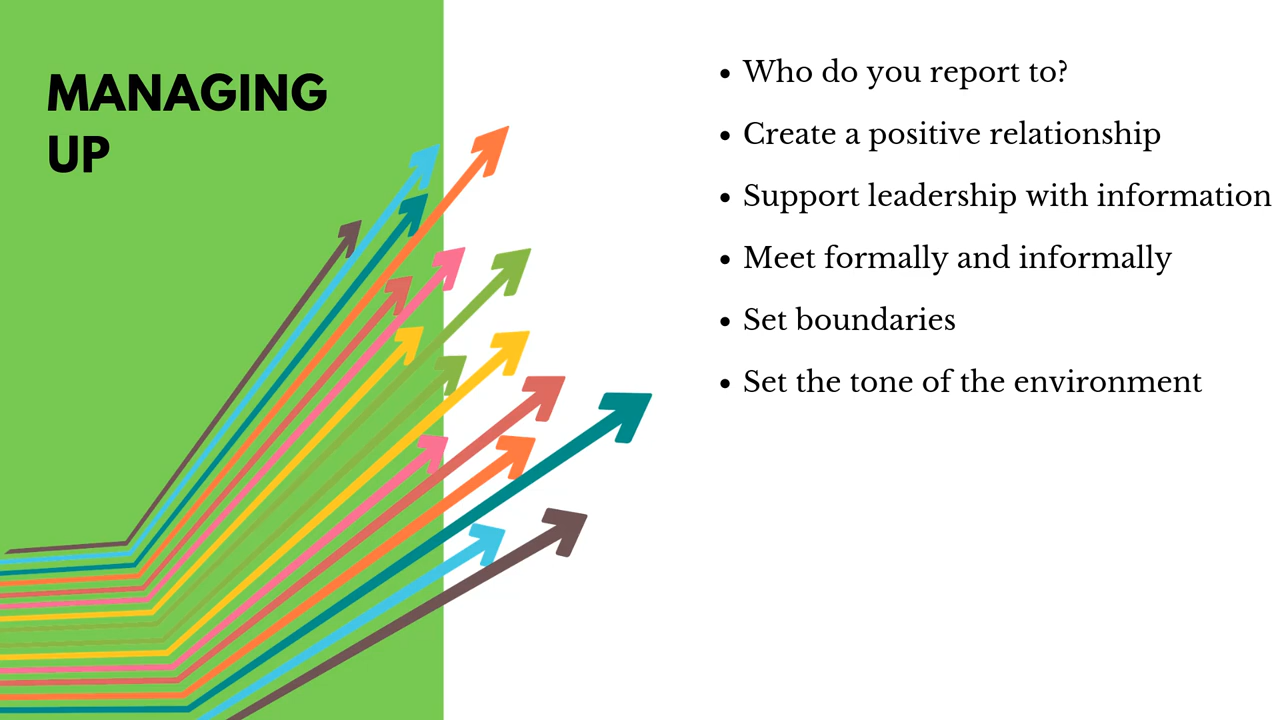 MANAGING
UP
• Who do you report to?
• Create a positive relationship
• Support leadership with information
• Meet formally and informally
• Set boundaries
• Set the tone of the environment